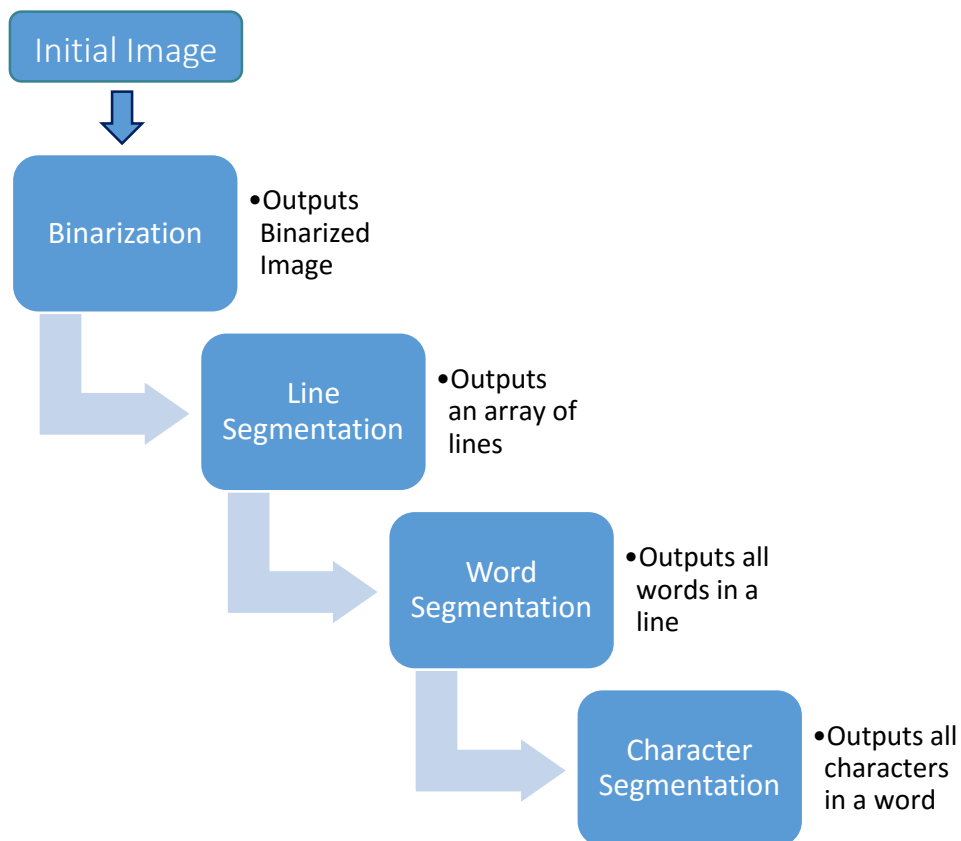 Initial Image
Binarization
•Outputs
Binarized
Image
Line
Segmentation
•Outputs
an array of
lines
Word
Segmentation
•Outputs all
words in a
line
Character
Segmentation
•Outputs all
characters
in a word